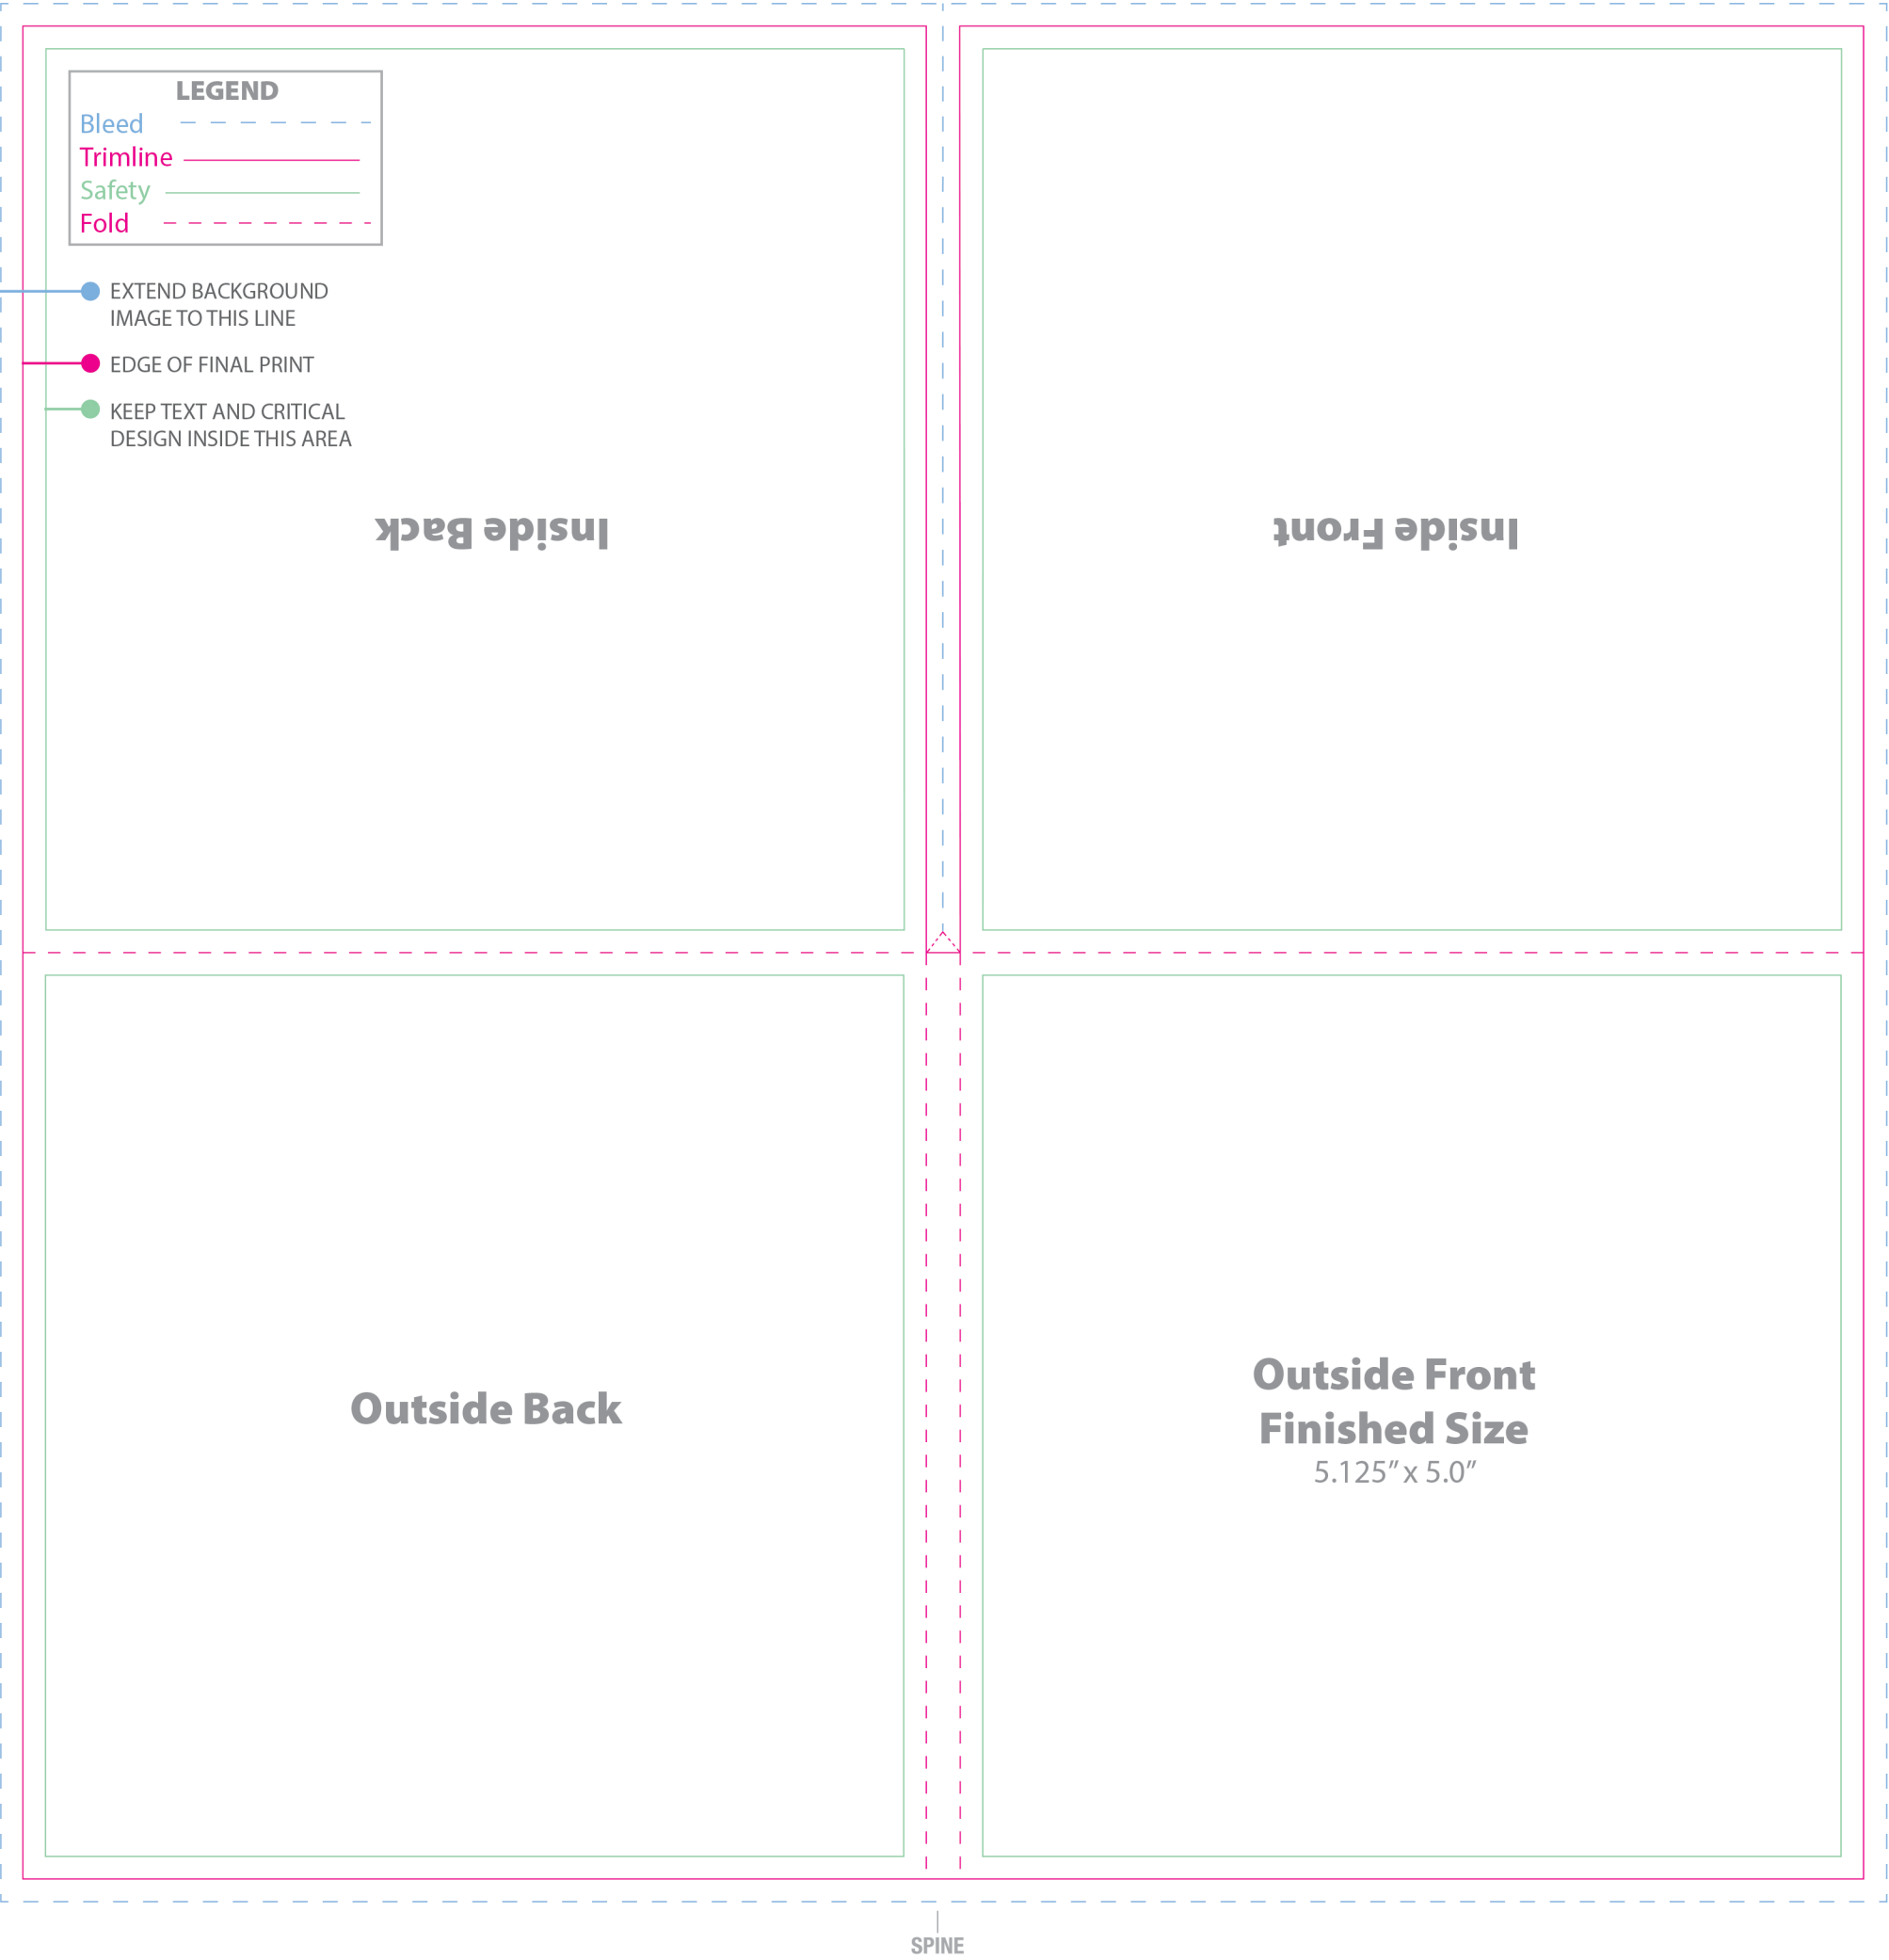 LEGEND
Bleed
Trimline
Safety
Fold
EXTEND BACKGROUND
IMAGE TO THIS LINE
EDGE OF FINAL PRINT
KEEP TEXT AND CRITICAL
DESIGN INSIDE THIS AREA
Inside Back
Inside Front
Outside Back
Outside Front
Finished Size
5.125″ x 5.0″
SPINE